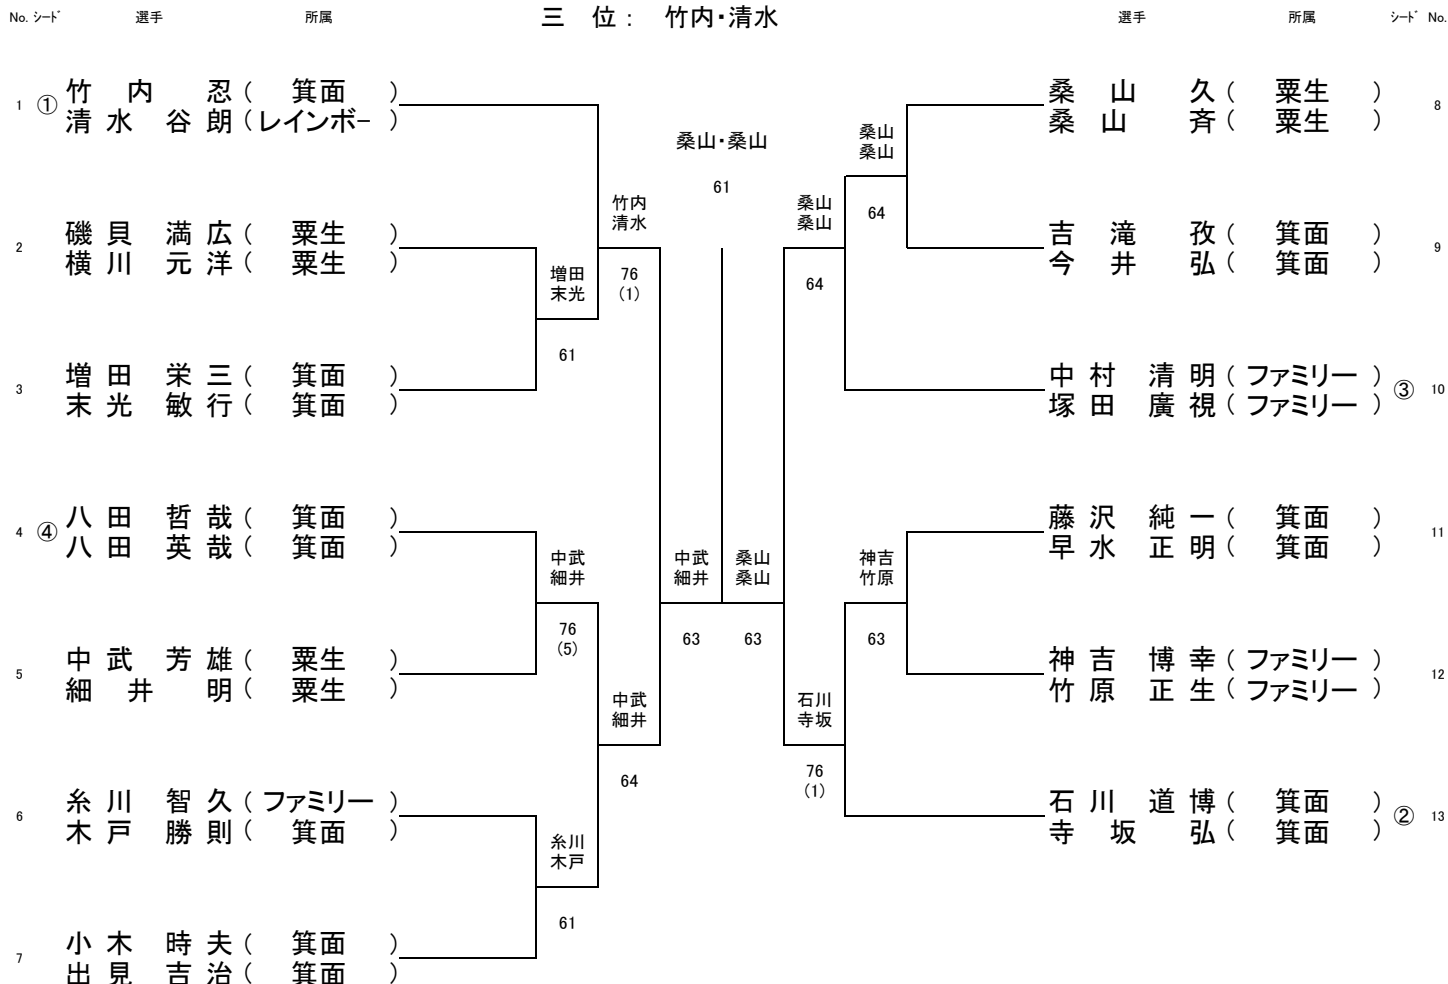 No. シード 選手 所属 三 位： 竹内・清水 選手 所属 シード No.
1 ① 竹 内 忍 ( 箕面 )
清 水 谷 朗 ( レインボー )
2 磯 貝 満 広 ( 粟生 )
横 川 元 洋 ( 粟生 )
3 増 田 栄 三 ( 箕面 )
末 光 敏 行 ( 箕面 )
4 ④ 八 田 哲 哉 ( 箕面 )
八 田 英 哉 ( 箕面 )
5 中 武 芳 雄 ( 粟生 )
細 井 明 ( 粟生 )
6 糸 川 智 久 ( ファミリー )
木 戸 勝 則 ( 箕面 )
7 小 木 時 夫 ( 箕面 )
出 見 吉 治 ( 箕面 )
増田
末光
61
中武
細井
76
(5)
糸川
木戸
61
竹内
清水
76
(1)
中武
細井
64
中武
細井
63
桑山・桑山
61
桑山
桑山
63
桑山
桑山
64
石川
寺坂
76
(1)
桑山
桑山
64
神吉
竹原
63
桑 山 久 ( 粟生 ) 8
桑 山 斉 ( 粟生 )
吉 滝 孜 ( 箕面 ) 9
今 井 弘 ( 箕面 )
中 村 清 明 ( ファミリー ) ③ 10
塚 田 廣 視 ( ファミリー )
藤 沢 純 一 ( 箕面 ) 11
早 水 正 明 ( 箕面 )
神 吉 博 幸 ( ファミリー ) 12
竹 原 正 生 ( ファミリー )
石 川 道 博 ( 箕面 ) ② 13
寺 坂 弘 ( 箕面 )